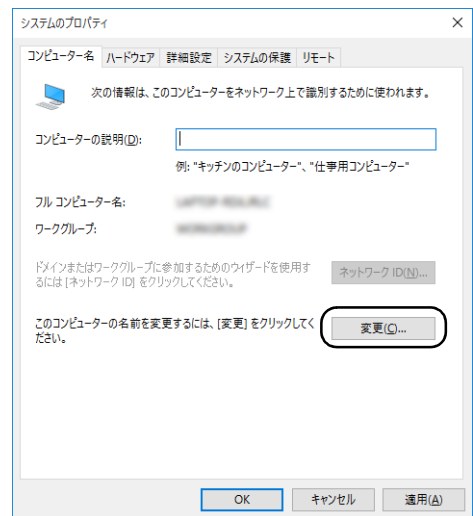 システムのプロパティ
コンピューター名 ハードウェア 詳細設定 システムの保護 リモート
次の情報は、このコンピューターをネットワーク上で識別するために使われます。
コンピューターの説明(D):
例: "キッチンのコンピューター"、"仕事用コンピューター"
フル コンピューター名:
ワークグループ:
ドメインまたはワークグループに参加するためのウィザードを使用す
るには [ネットワーク ID] をクリックしてください。
ネットワーク ID(N)...
このコンピューターの名前を変更するには、[変更] をクリックしてく
ださい。
変更(C)...
OK キャンセル 適用(A)